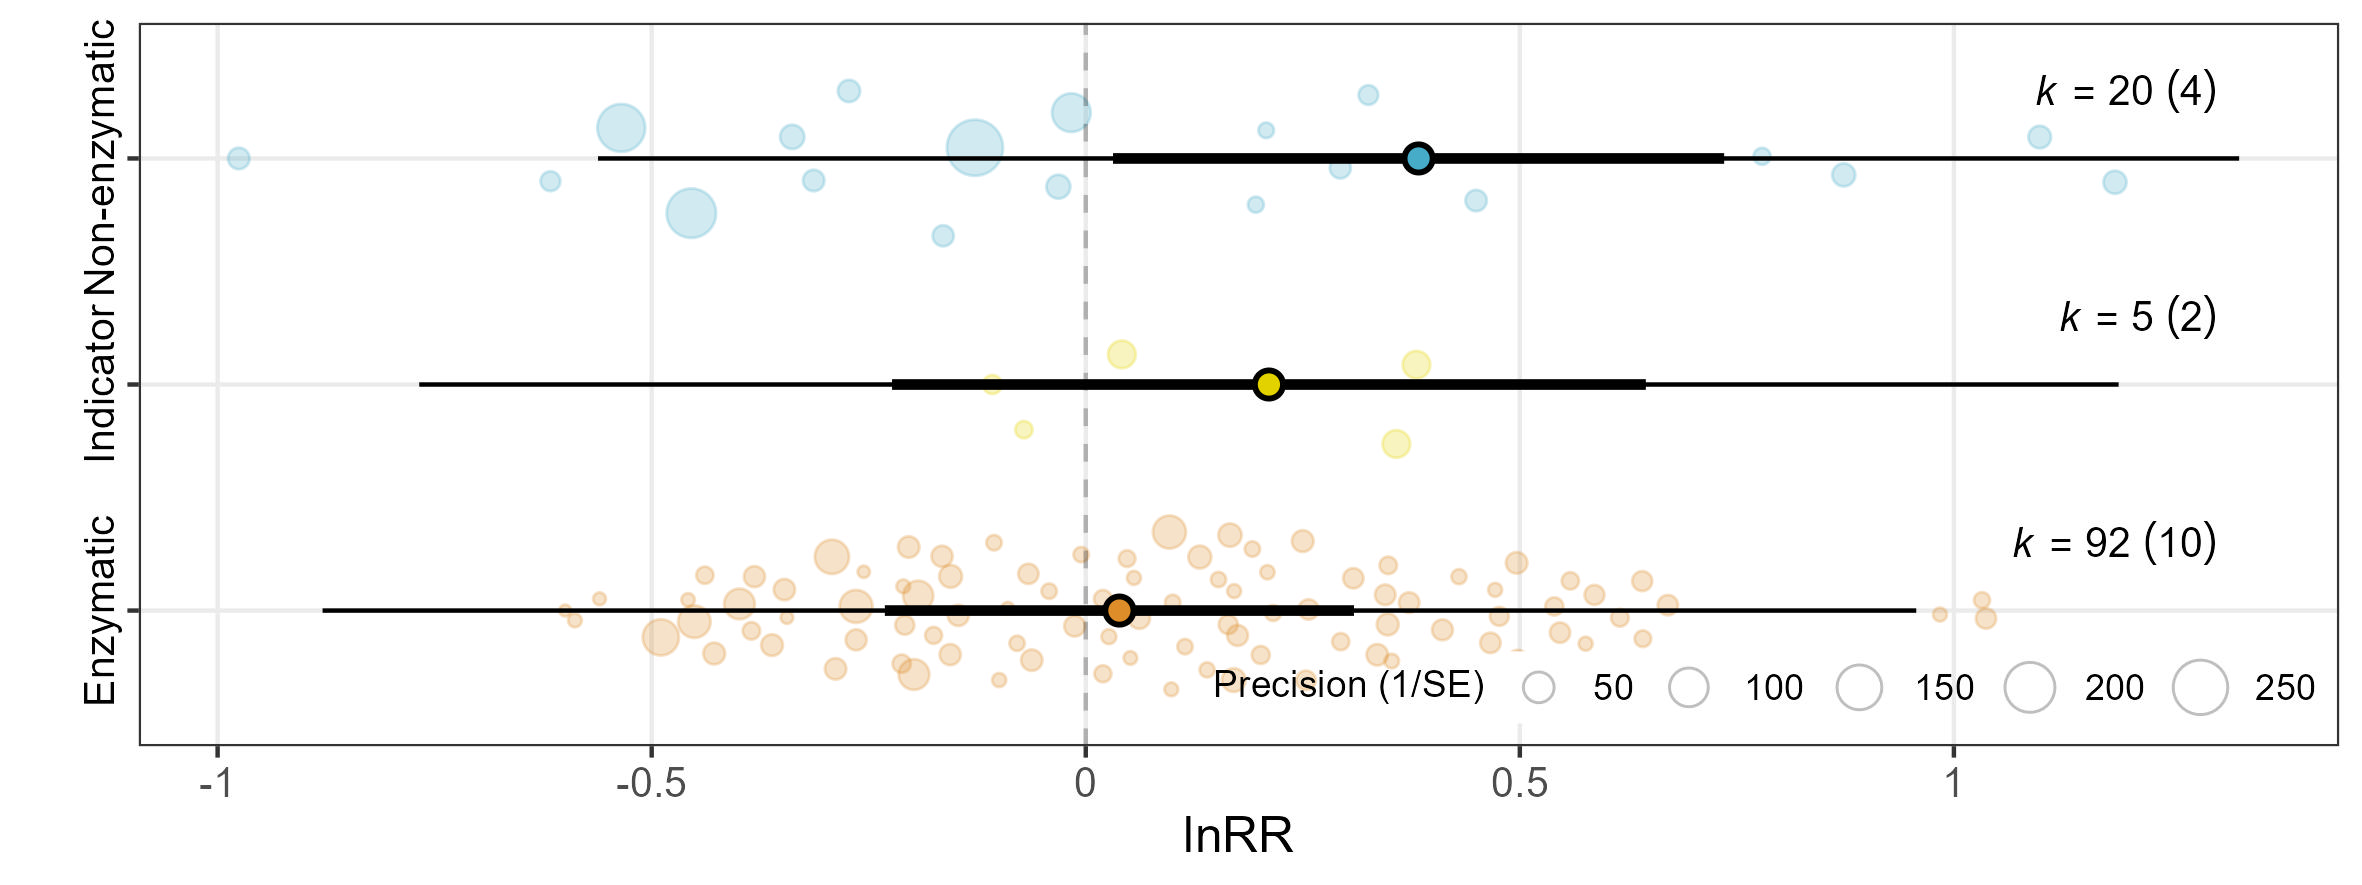 Non-enzymatic
k = 20 (4)
Indicator
k = 5 (2)
Enzymatic
k = 92 (10)
Precision (1/SE) 50 100 150 200 250
-1 -0.5 0 0.5 1
lnRR